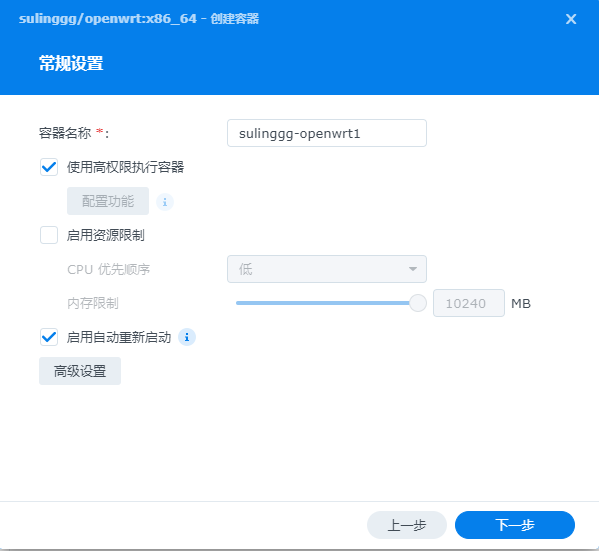 sulinggg/openwrt:x86_64 - 创建容器
常规设置
容器名称 *: sulinggg-openwrt1
使用高权限执行容器
配置功能
启用资源限制
CPU 优先顺序 低
内存限制 10240 MB
启用自动重新启动
高级设置
上一步 下一步